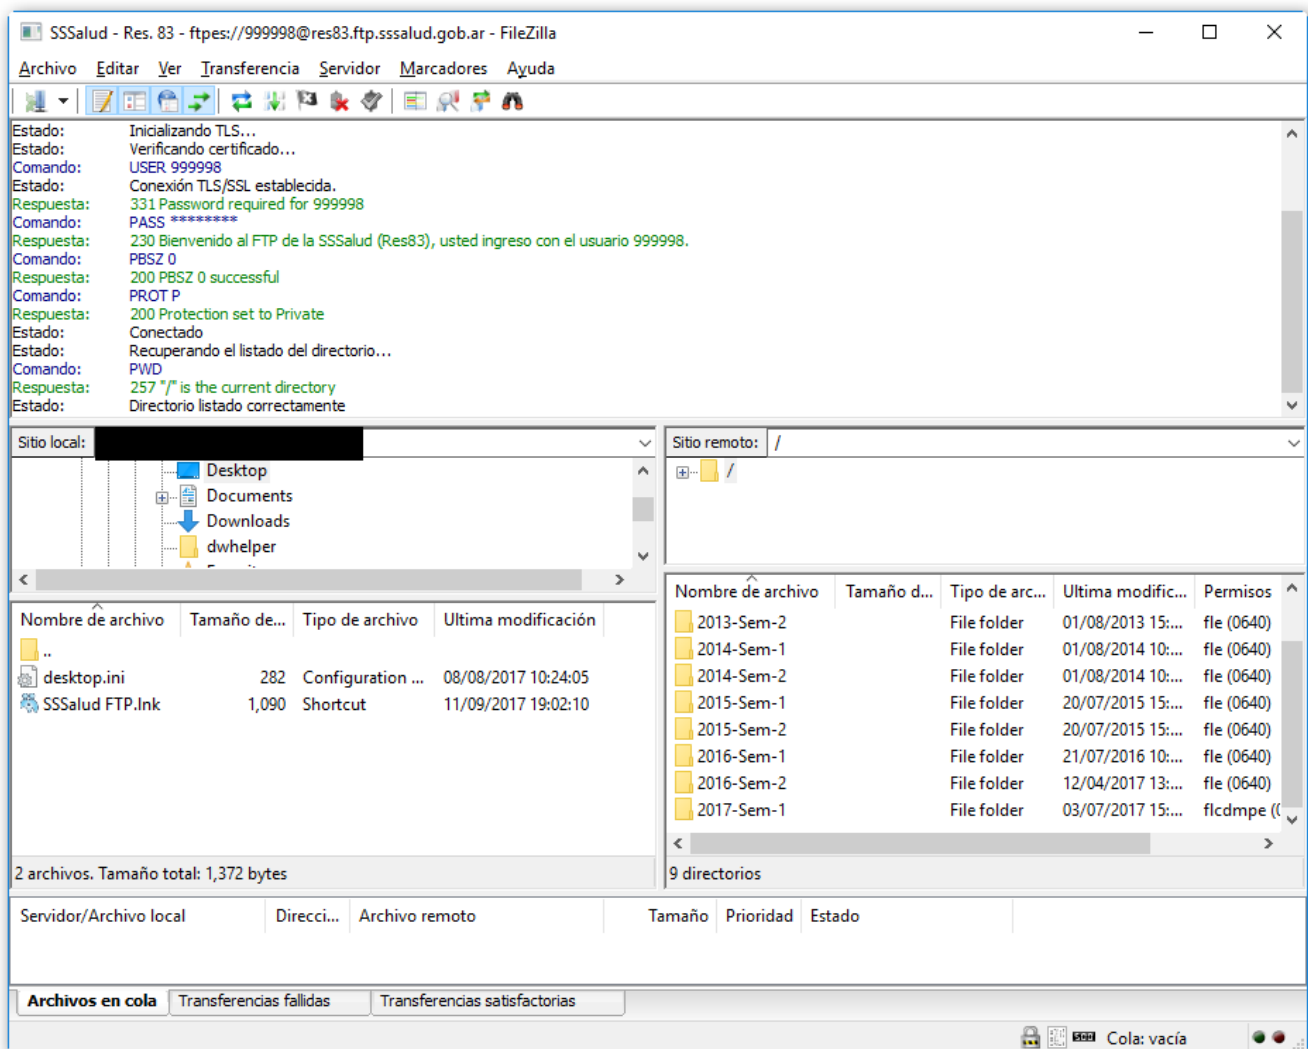 SSSalud - Res. 83 - ftpes://999998@res83.ftp.sssalud.gob.ar - FileZilla
Archivo Editar Ver Transferencia Servidor Marcadores Ayuda
Estado: Inicializando TLS...
Estado: Verificando certificado...
Comando: USER 999998
Estado: Conexión TLS/SSL establecida.
Respuesta: 331 Password required for 999998
Comando: PASS ********
Respuesta: 230 Bienvenido al FTP de la SSSalud (Res83), usted ingreso con el usuario 999998.
Comando: PBSZ 0
Respuesta: 200 PBSZ 0 successful
Comando: PROT P
Respuesta: 200 Protection set to Private
Estado: Conectado
Estado: Recuperando el listado del directorio...
Comando: PWD
Respuesta: 257 "/" is the current directory
Estado: Directorio listado correctamente
Sitio local:
Desktop
Documents
Downloads
dwhelper
Nombre de archivo Tamaño de... Tipo de archivo Ultima modificación
..
desktop.ini 282 Configuration ... 08/08/2017 10:24:05
SSSalud FTP.lnk 1,090 Shortcut 11/09/2017 19:02:10
2 archivos. Tamaño total: 1,372 bytes
Sitio remoto: /
/
Nombre de archivo Tamaño d... Tipo de arc... Ultima modific... Permisos
2013-Sem-2 File folder 01/08/2013 15:... fle (0640)
2014-Sem-1 File folder 01/08/2014 10:... fle (0640)
2014-Sem-2 File folder 01/08/2014 10:... fle (0640)
2015-Sem-1 File folder 20/07/2015 15:... fle (0640)
2015-Sem-2 File folder 20/07/2015 15:... fle (0640)
2016-Sem-1 File folder 21/07/2016 10:... fle (0640)
2016-Sem-2 File folder 12/04/2017 13:... fle (0640)
2017-Sem-1 File folder 03/07/2017 15:... flcdmpe (0
9 directorios
Servidor/Archivo local Direcci... Archivo remoto Tamaño Prioridad Estado
Archivos en cola Transferencias fallidas Transferencias satisfactorias
Cola: vacía